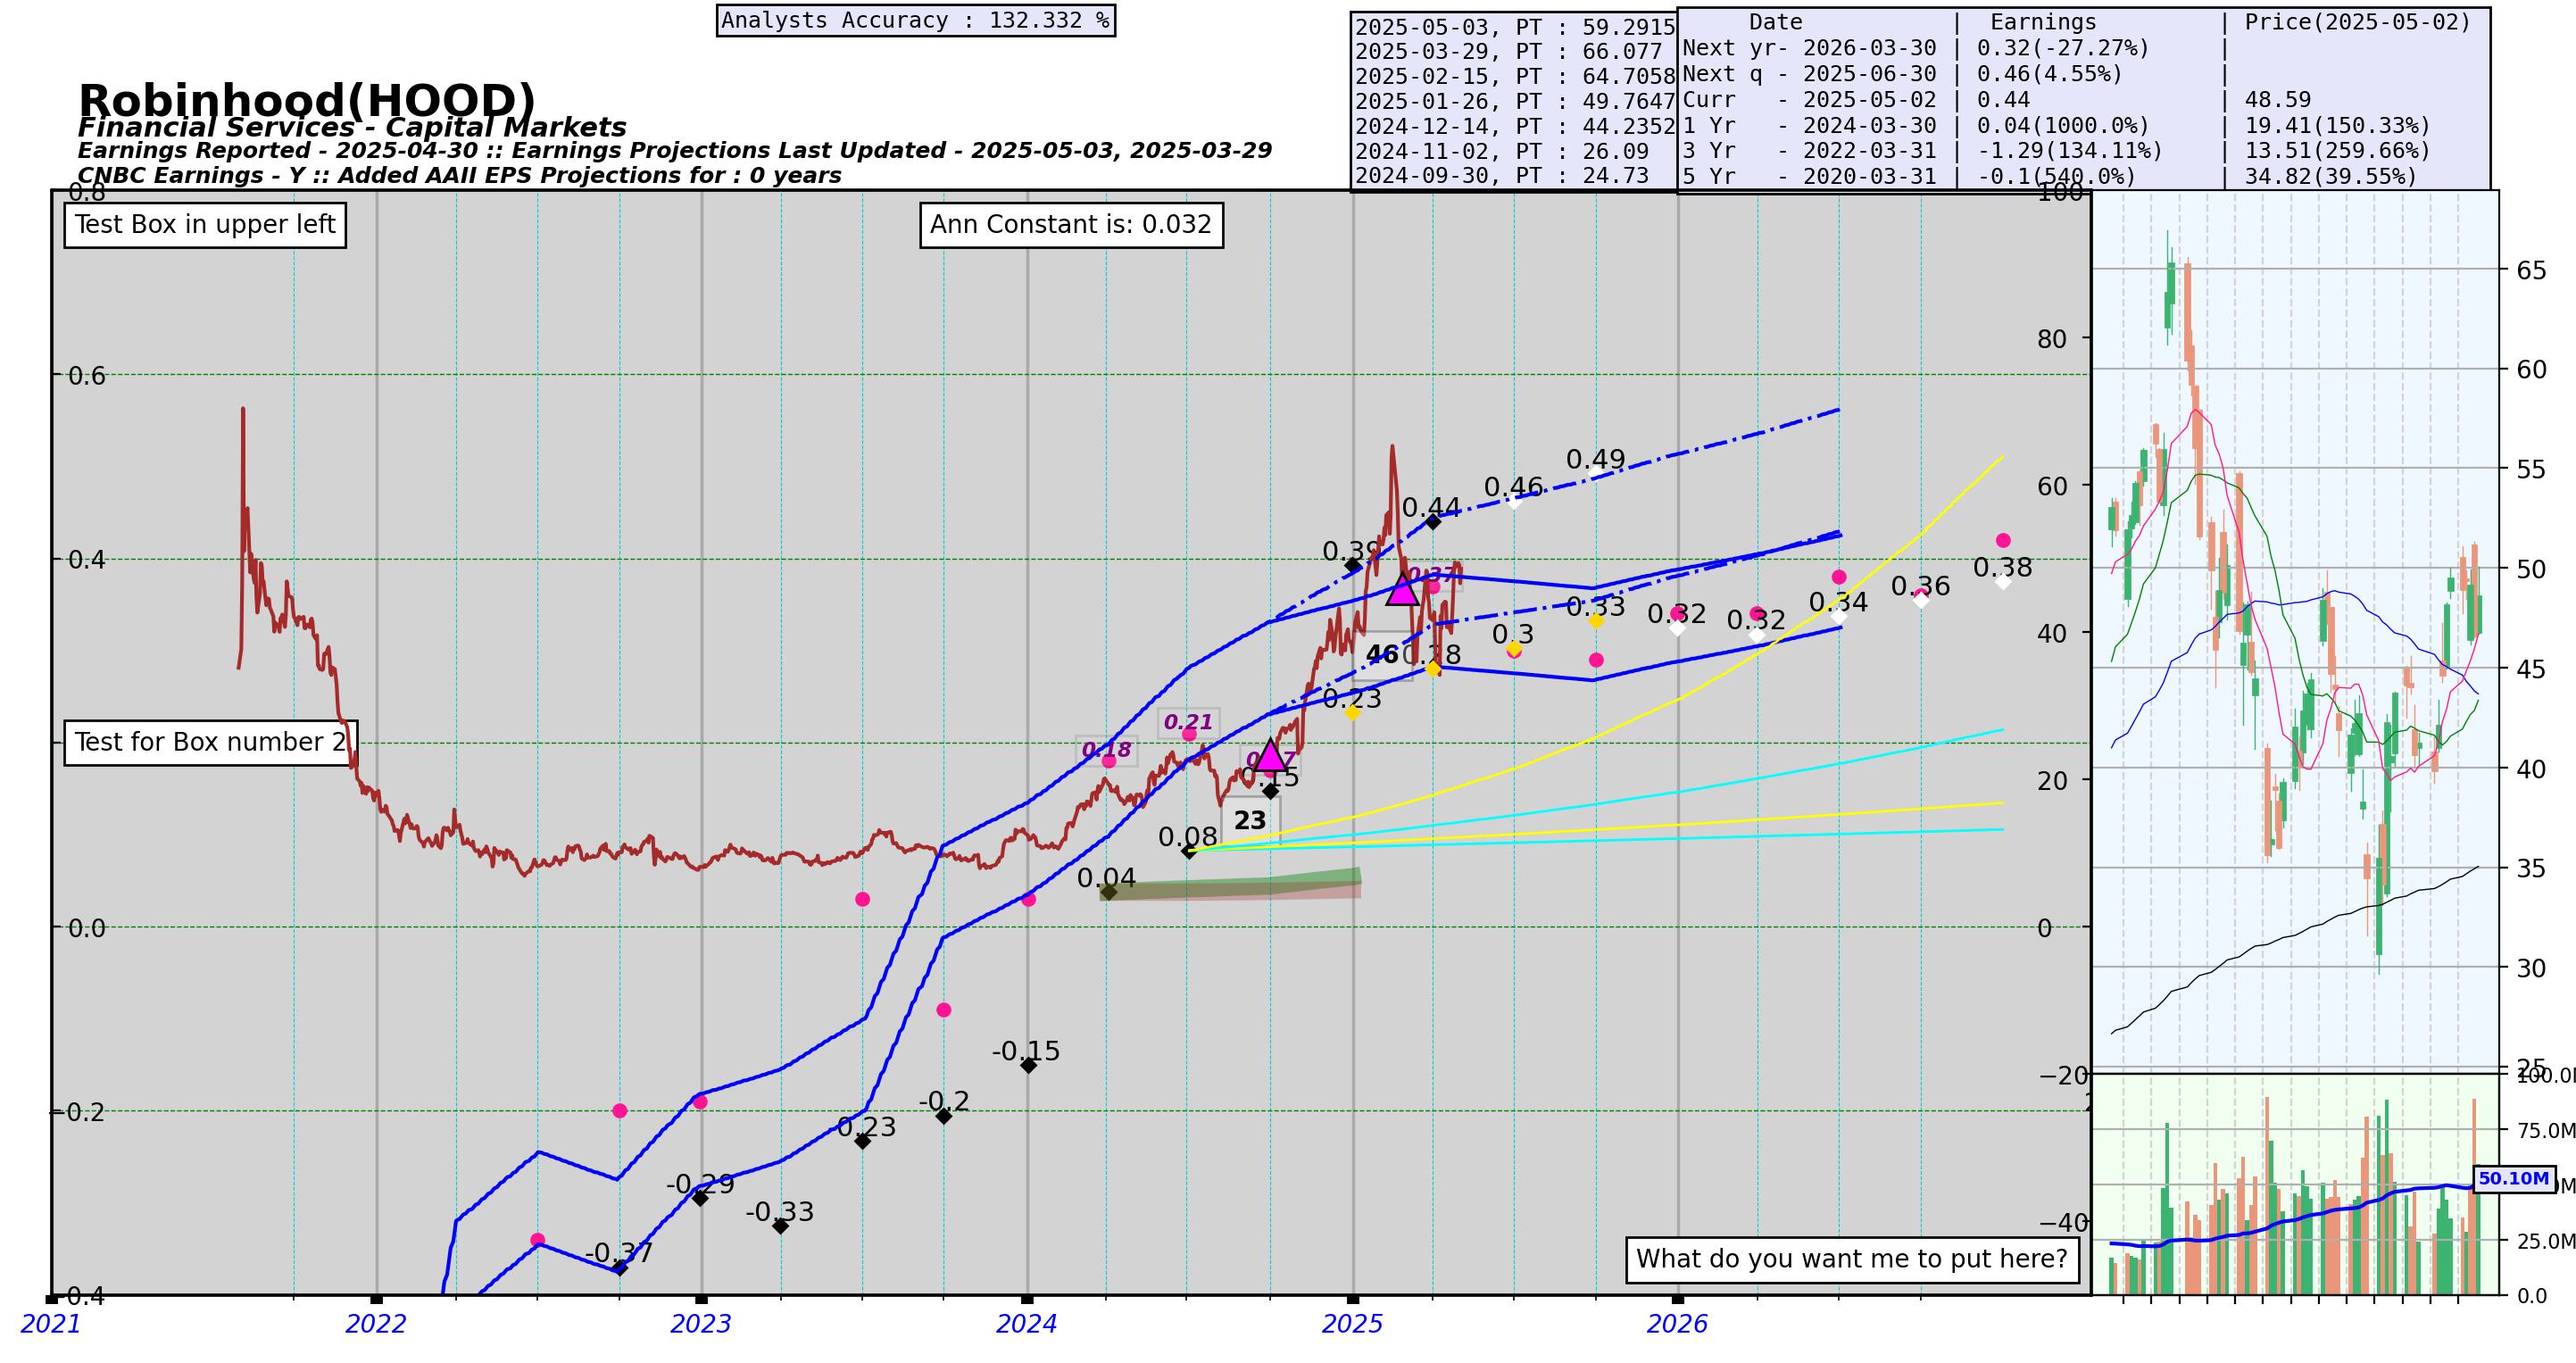 Analysts Accuracy : 132.332 %
2025-05-03, PT : 59.2915
2025-03-29, PT : 66.077
2025-02-15, PT : 64.7058
2025-01-26, PT : 49.7647
2024-12-14, PT : 44.2352
2024-11-02, PT : 26.09
2024-09-30, PT : 24.73
Date | Earnings | Price(2025-05-02)
Next yr- 2026-03-30 | 0.32(-27.27%) |
Next q - 2025-06-30 | 0.46(4.55%) |
Curr - 2025-05-02 | 0.44 | 48.59
1 Yr - 2024-03-30 | 0.04(1000.0%) | 19.41(150.33%)
3 Yr - 2022-03-31 | -1.29(134.11%) | 13.51(259.66%)
5 Yr - 2020-03-31 | -0.1(540.0%) | 34.82(39.55%)
Robinhood(HOOD)
Financial Services - Capital Markets
Earnings Reported - 2025-04-30 :: Earnings Projections Last Updated - 2025-05-03, 2025-03-29
CNBC Earnings - Y :: Added AAII EPS Projections for : 0 years
Test Box in upper left
Ann Constant is: 0.032
Test for Box number 2
What do you want me to put here?
0.8
0.6
0.4
0.0
-0.2
-0.4
100
80
60
40
20
0
−20
−40
65
60
55
50
45
40
35
30
25
100.0M
75.0M
50.10M
25.0M
0.0
0.49
0.46
0.44
0.39
0.37
0.38
0.36
0.34
0.32
0.32
0.33
0.3
0.28
46
0.23
0.21
0.18
0.15
23
0.08
0.04
-0.15
-0.2
0.23
-0.29
-0.33
-0.37
2021
2022
2023
2024
2025
2026